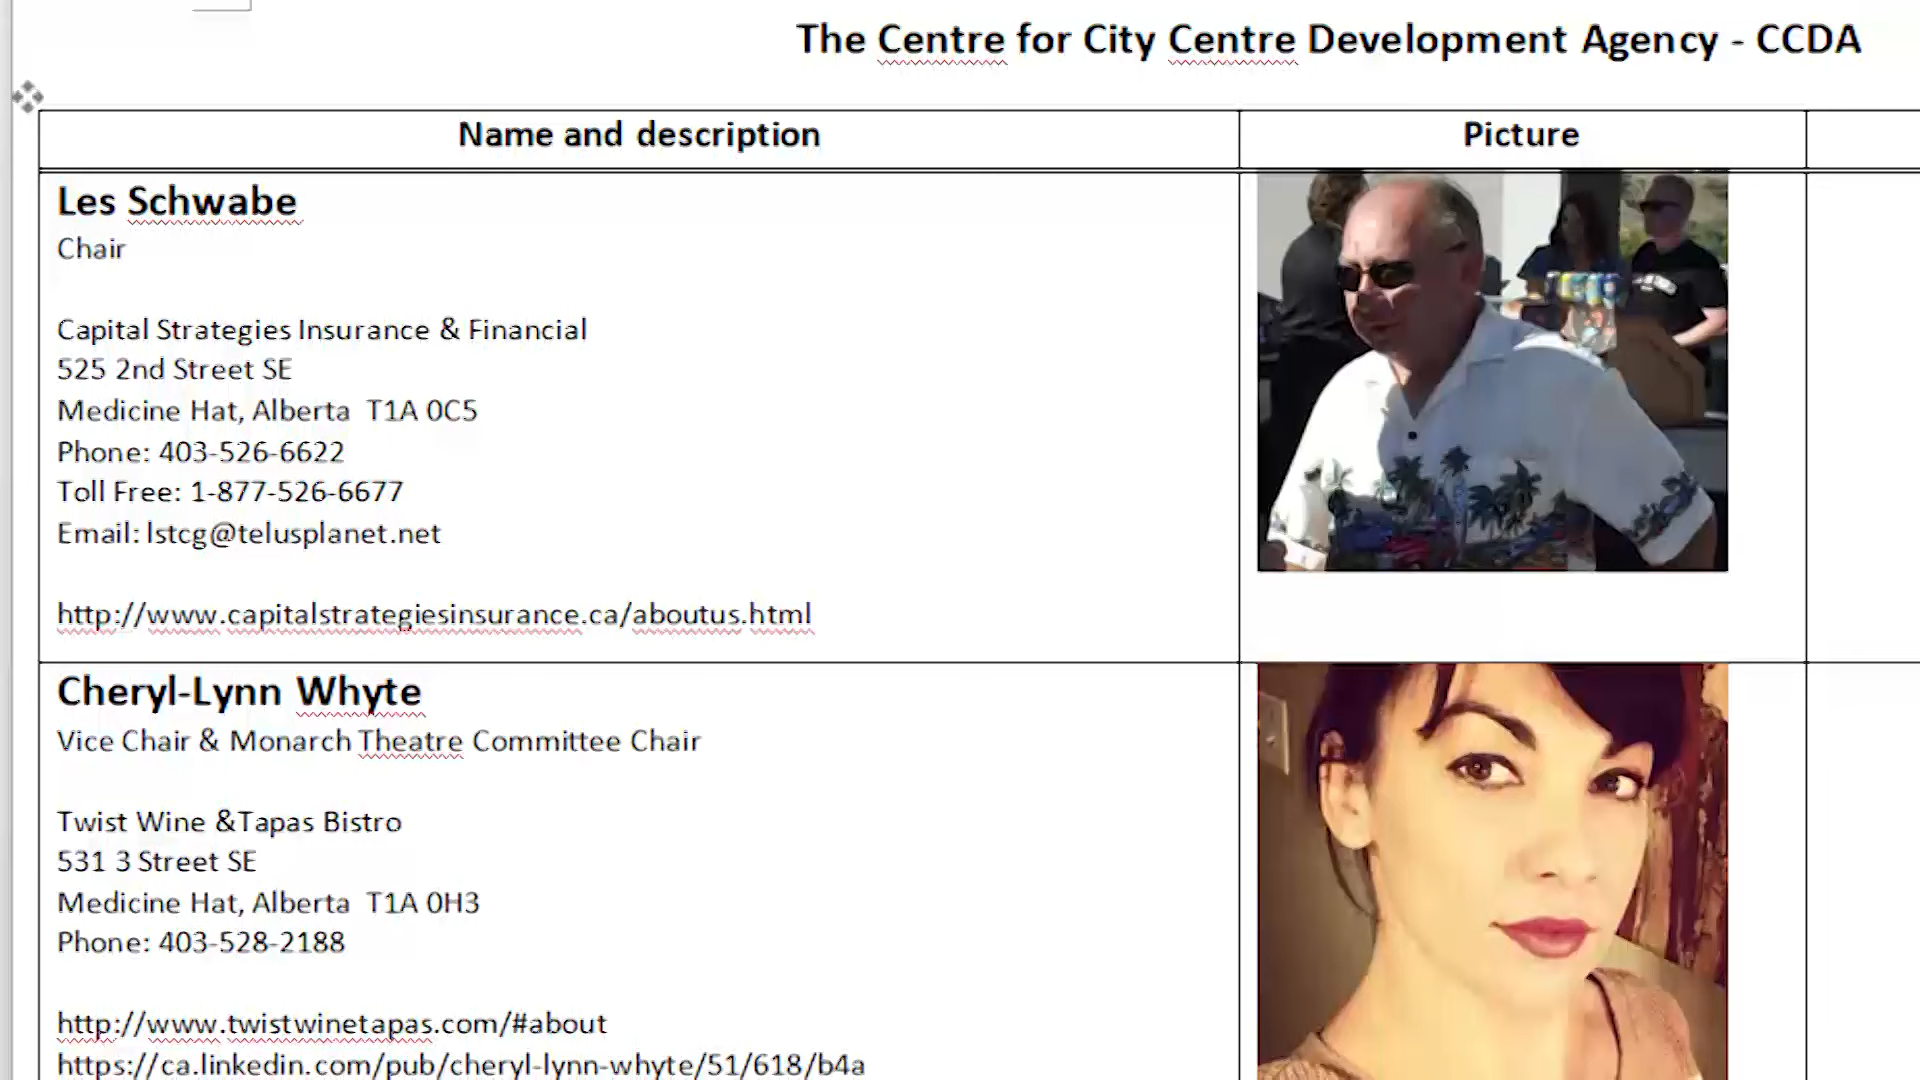 The Centre for City Centre Development Agency - CCDA
Name and description
Picture
Les Schwabe
Chair
Capital Strategies Insurance & Financial
525 2nd Street SE
Medicine Hat, Alberta  T1A 0C5
Phone: 403-526-6622
Toll Free: 1-877-526-6677
Email: lstcg@telusplanet.net
http://www.capitalstrategiesinsurance.ca/aboutus.html
Cheryl-Lynn Whyte
Vice Chair & Monarch Theatre Committee Chair
Twist Wine &Tapas Bistro
531 3 Street SE
Medicine Hat, Alberta  T1A 0H3
Phone: 403-528-2188
http://www.twistwinetapas.com/#about
https://ca.linkedin.com/pub/cheryl-lynn-whyte/51/618/b4a